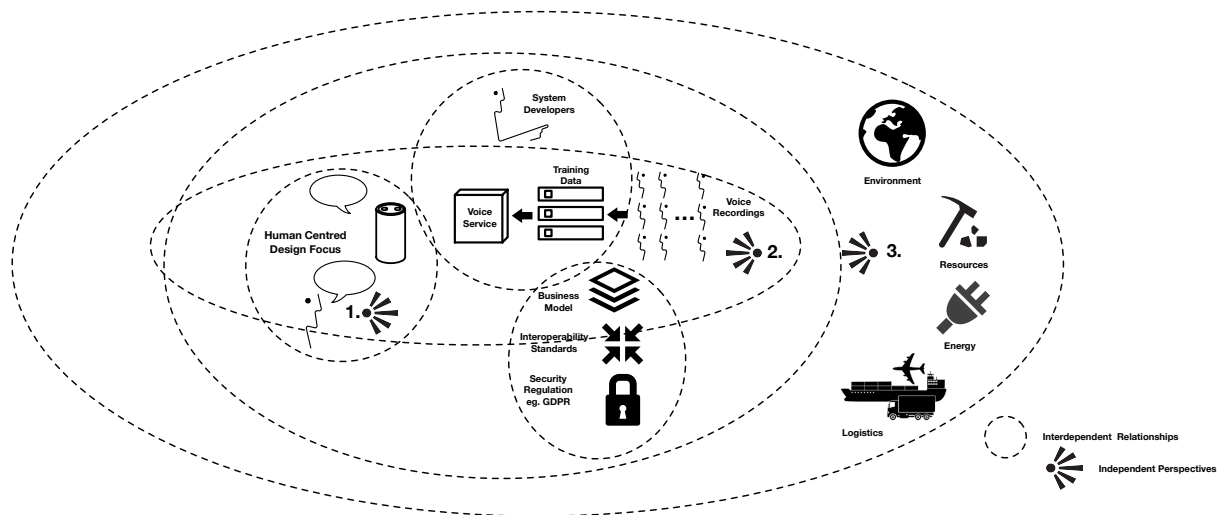 System
Developers
Environment
Training
Data
Voice
Service
...
Voice
Recordings
Human Centred
Design Focus
2.
3.
Resources
1.
Business
Model
Interoperability
Standards
Energy
Security
Regulation
eg. GDPR
Logistics
Interdependent Relationships
Independent Perspectives